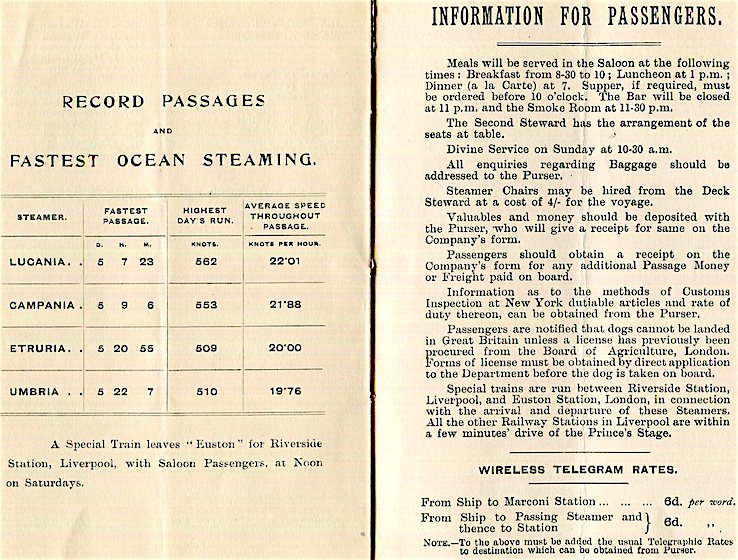 RECORD PASSAGES
AND
FASTEST OCEAN STEAMING.
STEAMER. FASTEST PASSAGE. HIGHEST DAY'S RUN. AVERAGE SPEED THROUGHOUT PASSAGE.
D. H. M. KNOTS. KNOTS PER HOUR.
LUCANIA. . 5 7 23 562 22·01
CAMPANIA . 5 9 6 553 21·88
ETRURIA. . 5 20 55 509 20·00
UMBRIA . . 5 22 7 510 19·76
A Special Train leaves "Euston" for Riverside
Station, Liverpool, with Saloon Passengers, at Noon
on Saturdays.
INFORMATION FOR PASSENGERS.
Meals will be served in the Saloon at the following
times : Breakfast from 8-30 to 10 ; Luncheon at 1 p.m. ;
Dinner (a la Carte) at 7. Supper, if required, must
be ordered before 10 o'clock. The Bar will be closed
at 11 p.m. and the Smoke Room at 11-30 p.m.
The Second Steward has the arrangement of the
seats at table.
Divine Service on Sunday at 10-30 a.m.
All enquiries regarding Baggage should be
addressed to the Purser.
Steamer Chairs may be hired from the Deck
Steward at a cost of 4/- for the voyage.
Valuables and money should be deposited with
the Purser, who will give a receipt for same on the
Company's form.
Passengers should obtain a receipt on the
Company's form for any additional Passage Money
or Freight paid on board.
Information as to the methods of Customs
Inspection at New York dutiable articles and rate of
duty thereon, can be obtained from the Purser.
Passengers are notified that dogs cannot be landed
in Great Britain unless a license has previously been
procured from the Board of Agriculture, London.
Forms of license must be obtained by direct application
to the Department before the dog is taken on board.
Special trains are run between Riverside Station,
Liverpool, and Euston Station, London, in connection
with the arrival and departure of these Steamers.
All the other Railway Stations in Liverpool are within
a few minutes' drive of the Prince's Stage.
WIRELESS TELEGRAM RATES.
From Ship to Marconi Station ... ... ... 6d. per word.
From Ship to Passing Steamer and
thence to Station } 6d. „
NOTE.—To the above must be added the usual Telegraphic Rates
to destination which can be obtained from Purser.